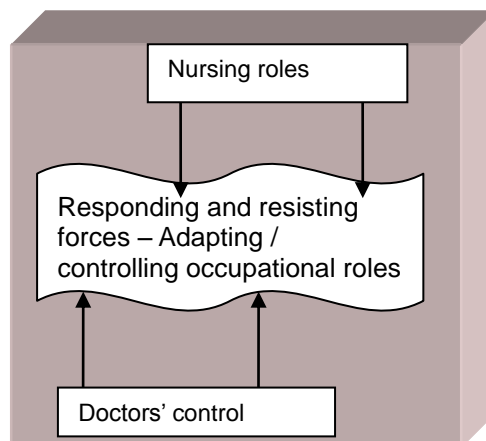 Nursing roles
Responding and resisting
forces – Adapting /
controlling occupational roles
Doctors' control